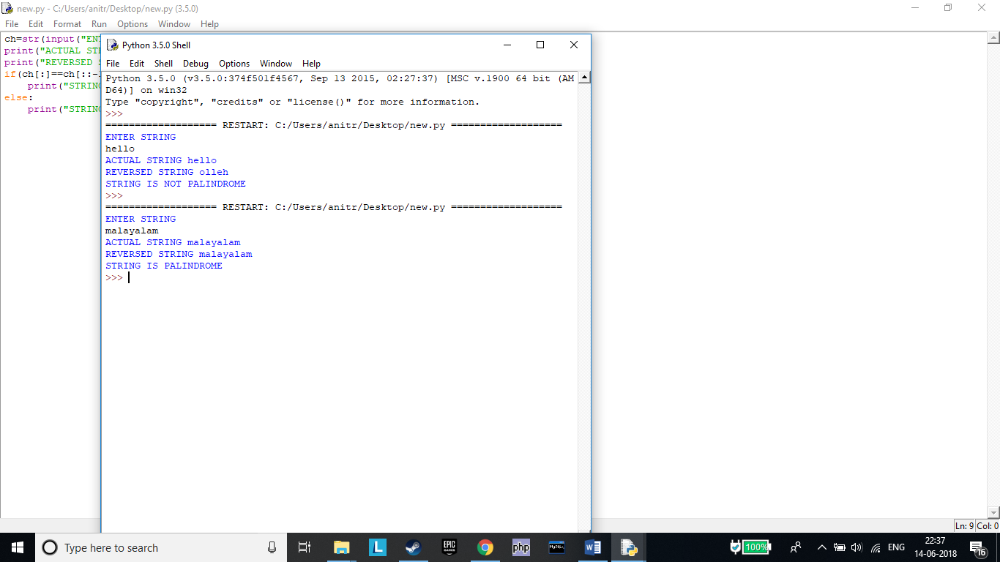 new.py - C:/Users/anitr/Desktop/new.py (3.5.0)
File Edit Format Run Options Window Help
ch=str(input("ENT
print("ACTUAL STR
print("REVERSED S
if(ch[:]==ch[::-1
print("STRING
else:
print("STRING
Python 3.5.0 Shell
File Edit Shell Debug Options Window Help
Python 3.5.0 (v3.5.0:374f501f4567, Sep 13 2015, 02:27:37) [MSC v.1900 64 bit (AM
D64)] on win32
Type "copyright", "credits" or "license()" for more information.
>>>
=================== RESTART: C:/Users/anitr/Desktop/new.py ===================
ENTER STRING
hello
ACTUAL STRING hello
REVERSED STRING olleh
STRING IS NOT PALINDROME
>>>
=================== RESTART: C:/Users/anitr/Desktop/new.py ===================
ENTER STRING
malayalam
ACTUAL STRING malayalam
REVERSED STRING malayalam
STRING IS PALINDROME
>>>
Ln: 9 Col: 0
Type here to search
L
EPIC GAMES
php
MySQL
W
100%
ENG
22:37
14-06-2018
16